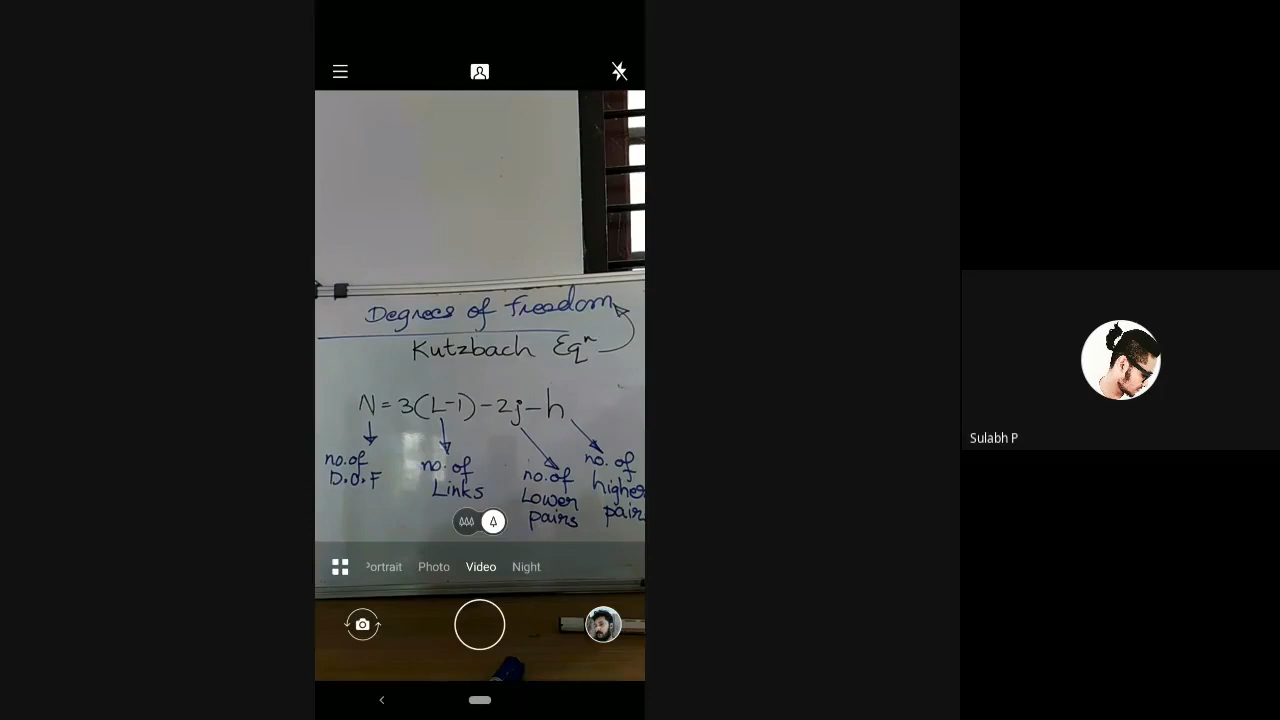 Degrees of freedom
Kutzbach Eqⁿ
N = 3(L-1) - 2j - h
no. of
D.O.F
no. of
Links
no. of
Lower
pairs
no. of
higher
pair
Portrait Photo Video Night
Sulabh P